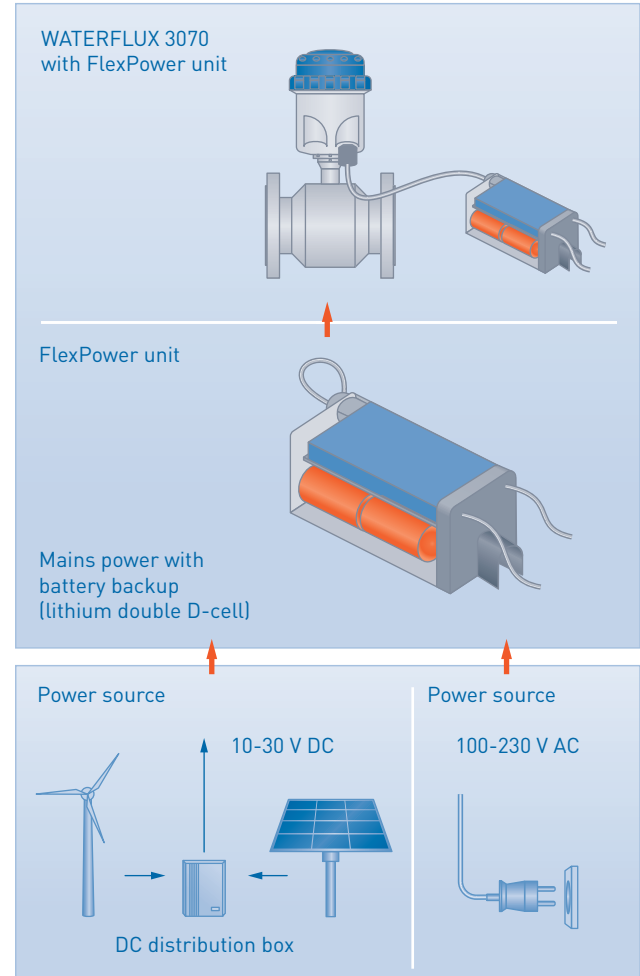 WATERFLUX 3070
with FlexPower unit
FlexPower unit
Mains power with
battery backup
(lithium double D-cell)
Power source
10-30 V DC
DC distribution box
Power source
100-230 V AC